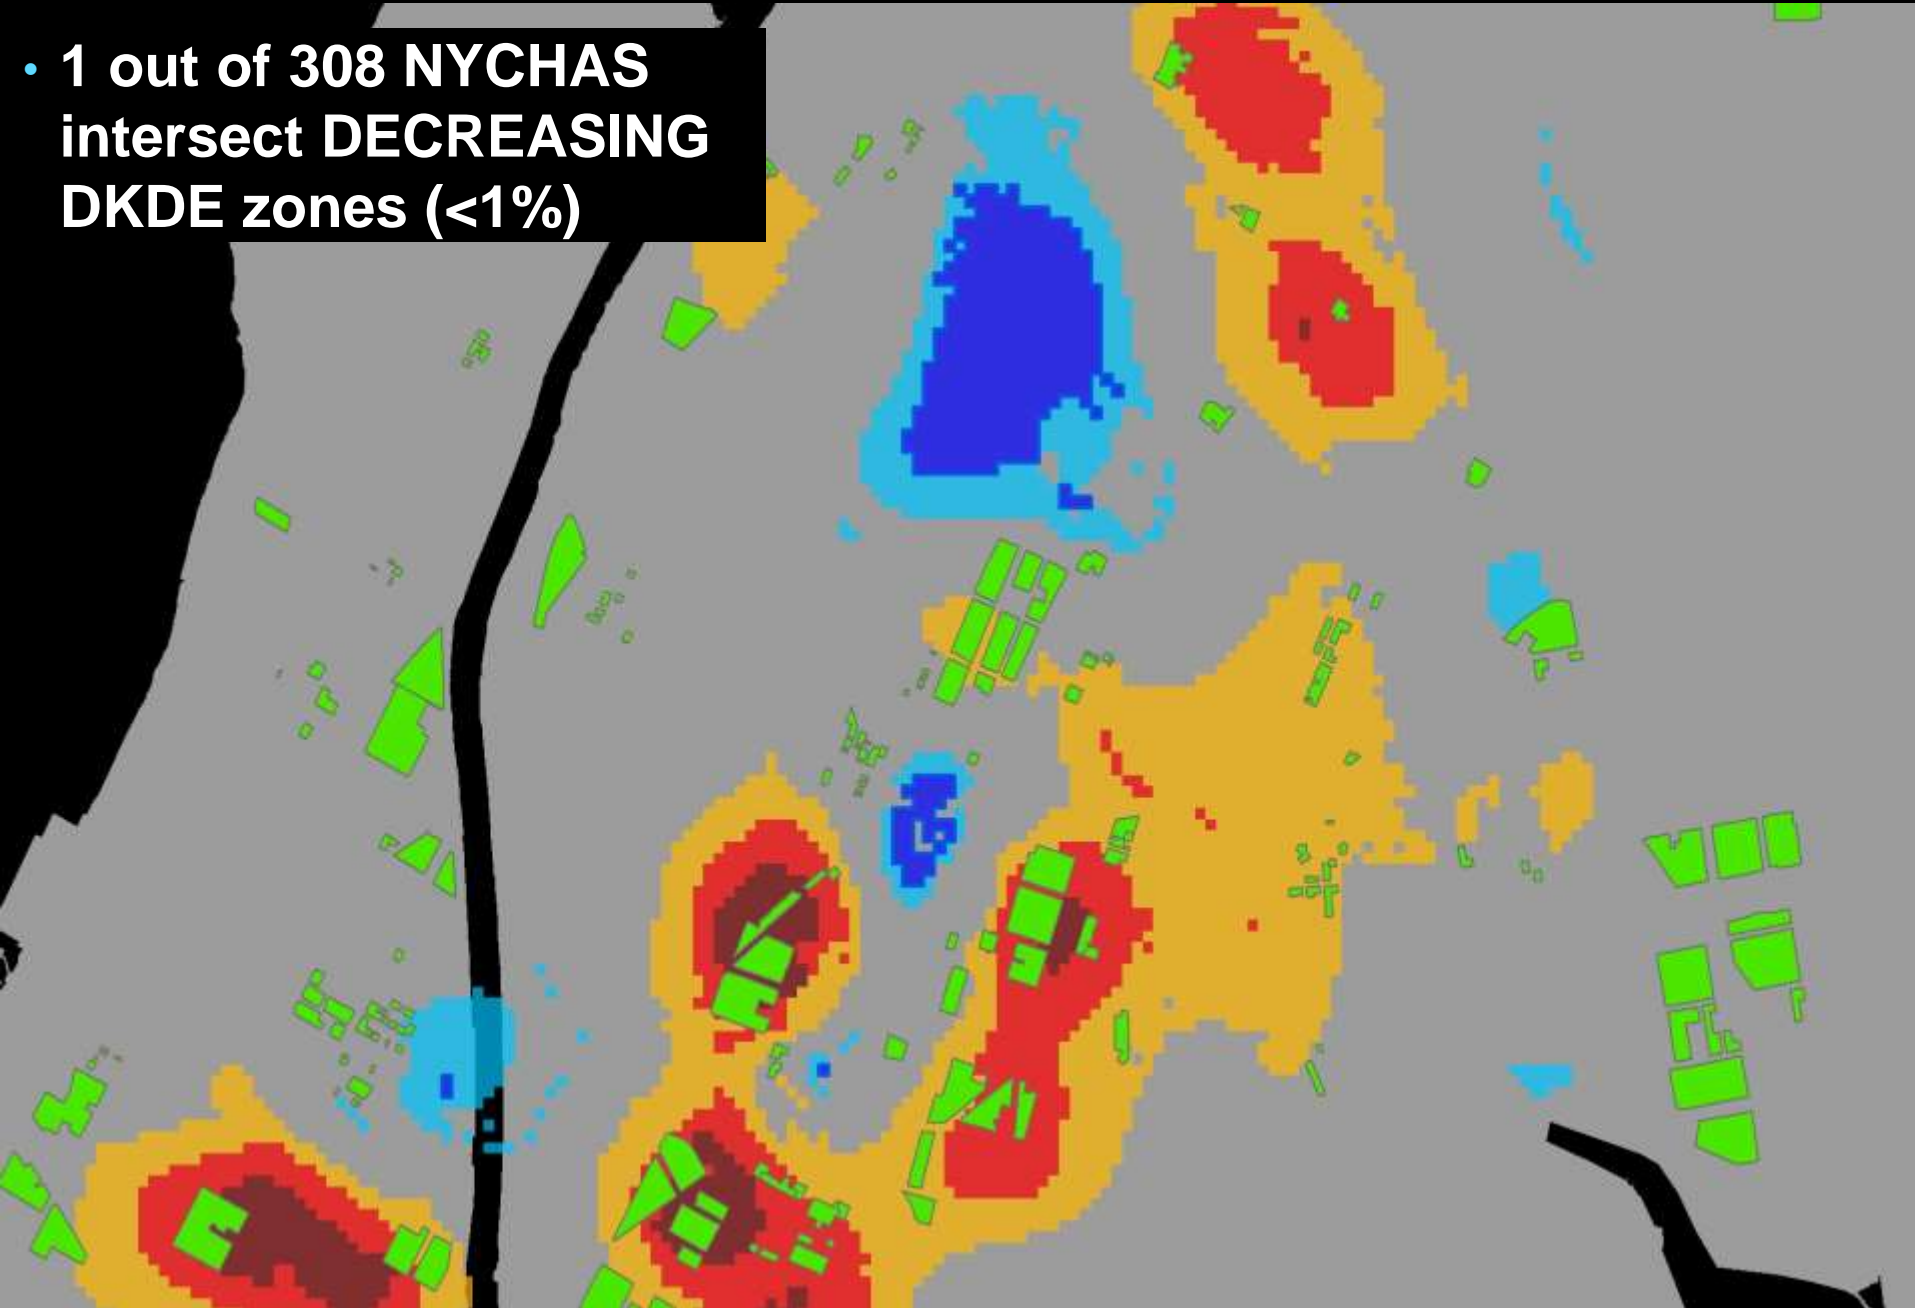 • 1 out of 308 NYCHAS
intersect DECREASING
DKDE zones (<1%)